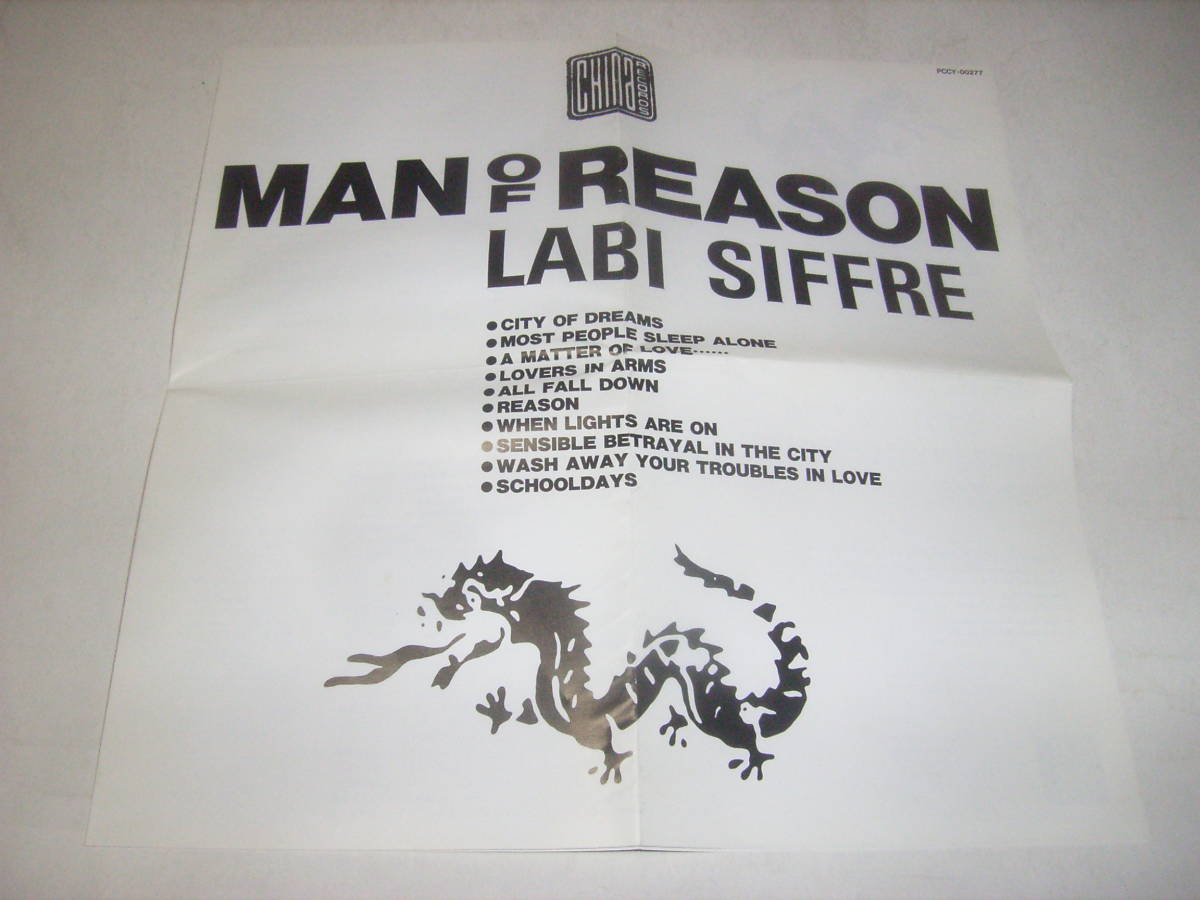 CHINA RECORDS
PCCY-00277
MAN OF REASON
LABI SIFFRE
●CITY OF DREAMS
●MOST PEOPLE SLEEP ALONE
●A MATTER OF LOVE……
●LOVERS IN ARMS
●ALL FALL DOWN
●REASON
●WHEN LIGHTS ARE ON
●SENSIBLE BETRAYAL IN THE CITY
●WASH AWAY YOUR TROUBLES IN LOVE
●SCHOOLDAYS